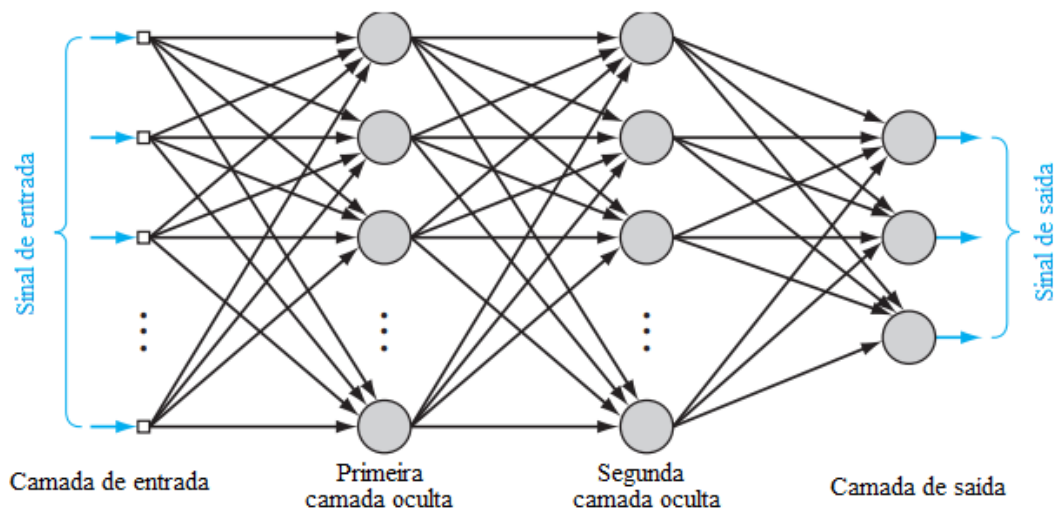 Sinal de entrada
Sinal de saída
Camada de entrada
Primeira
camada oculta
Segunda
camada oculta
Camada de saída